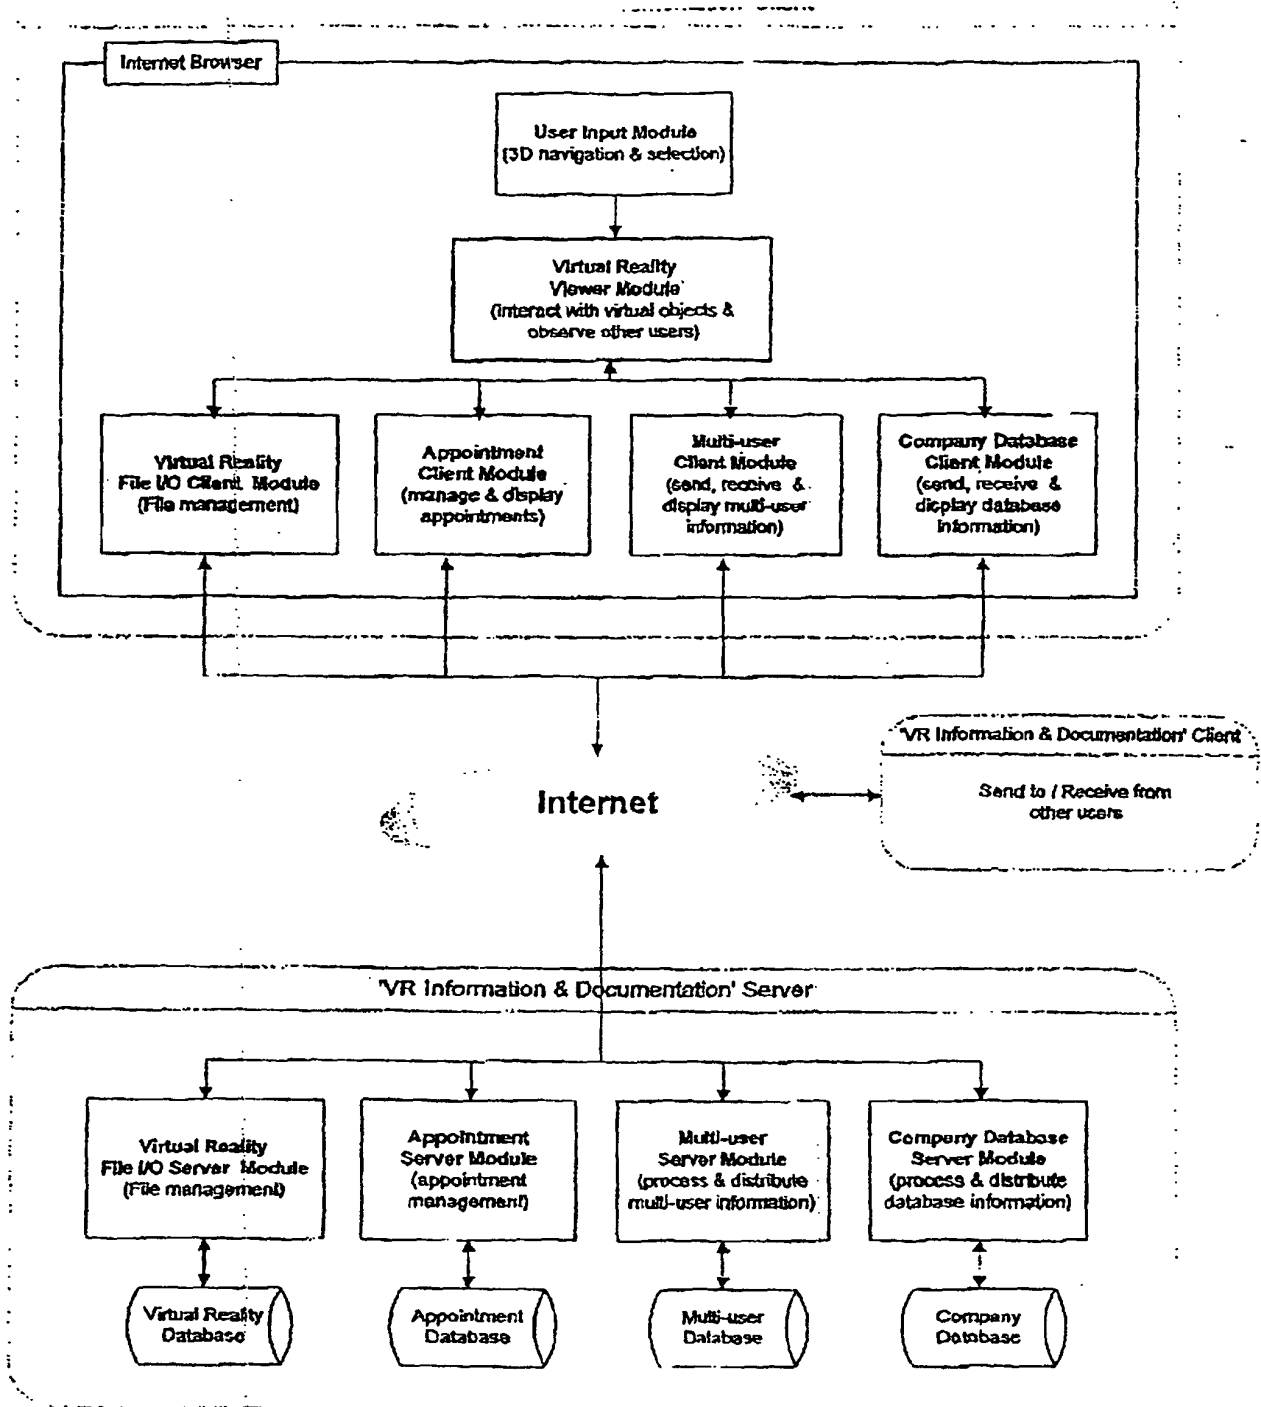 Client
Internet Browser
User Input Module
(3D navigation & selection)
Virtual Reality
Viewer Module
(interact with virtual objects &
observe other users)
Virtual Reality
File I/O Client Module
(File management)
Appointment
Client Module
(manage & display
appointments)
Multi-user
Client Module
(send, receive &
display multi-user
information)
Company Database
Client Module
(send, receive &
display database
information)
Internet
'VR Information & Documentation' Client
Send to / Receive from
other users
'VR Information & Documentation' Server
Virtual Reality
File I/O Server Module
(File management)
Appointment
Server Module
(appointment
management)
Multi-user
Server Module
(process & distribute
multi-user information)
Company Database
Server Module
(process & distribute
database information)
Virtual Reality
Database
Appointment
Database
Multi-user
Database
Company
Database